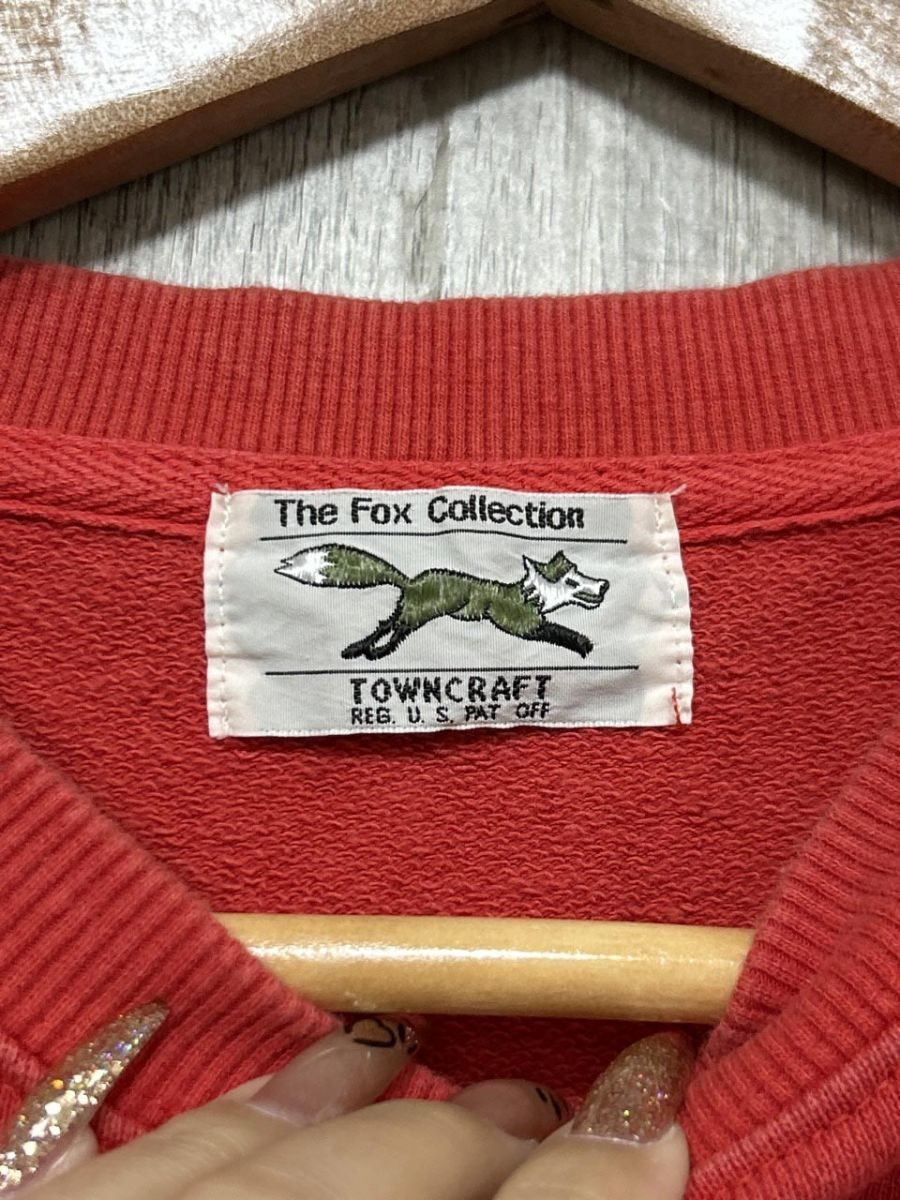 The Fox Collection
TOWNCRAFT
REG. U. S. PAT OFF